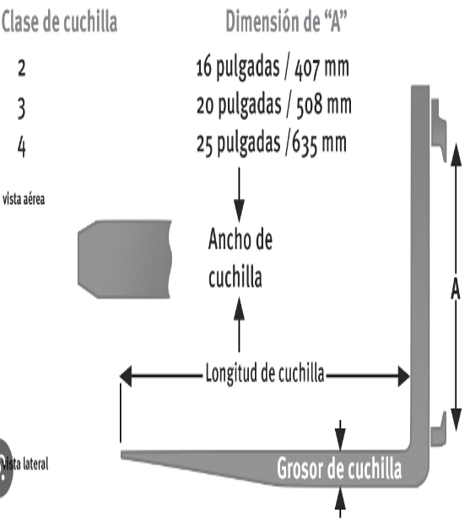 Clase de cuchilla Dimensión de “A”
2 16 pulgadas / 407 mm
3 20 pulgadas / 508 mm
4 25 pulgadas /635 mm
vista aérea
Ancho de
cuchilla
A
Longitud de cuchilla
vista lateral
Grosor de cuchilla